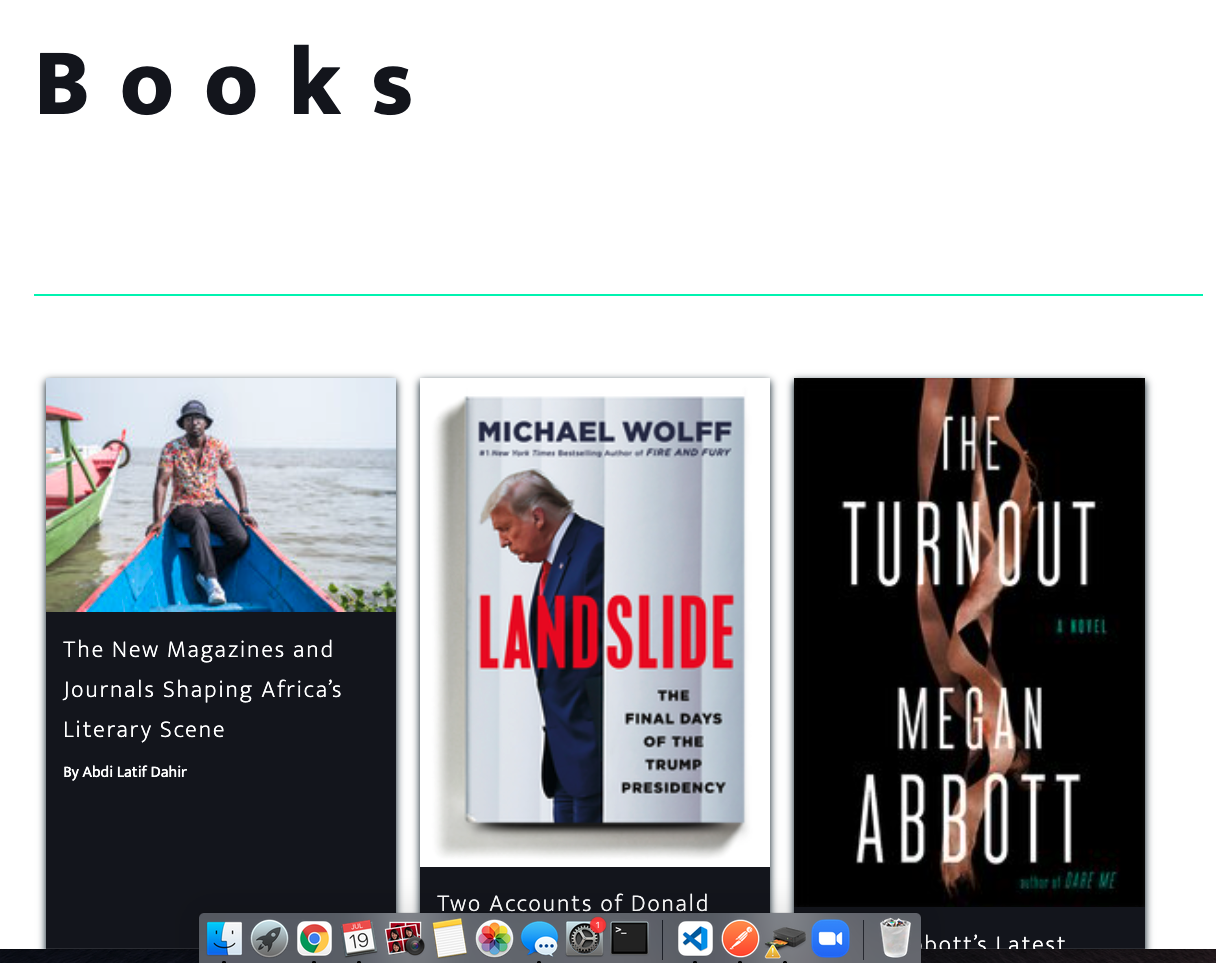 Books
The New Magazines and
Journals Shaping Africa’s
Literary Scene
By Abdi Latif Dahir
MICHAEL WOLFF
#1 New York Times Bestselling Author of FIRE AND FURY
LANDSLIDE
THE
FINAL DAYS
OF THE
TRUMP
PRESIDENCY
Two Accounts of Donald
THE
TURNOUT
A NOVEL
MEGAN
ABBOTT
author of DARE ME
bbott’s Latest
JUL
19
1
>_